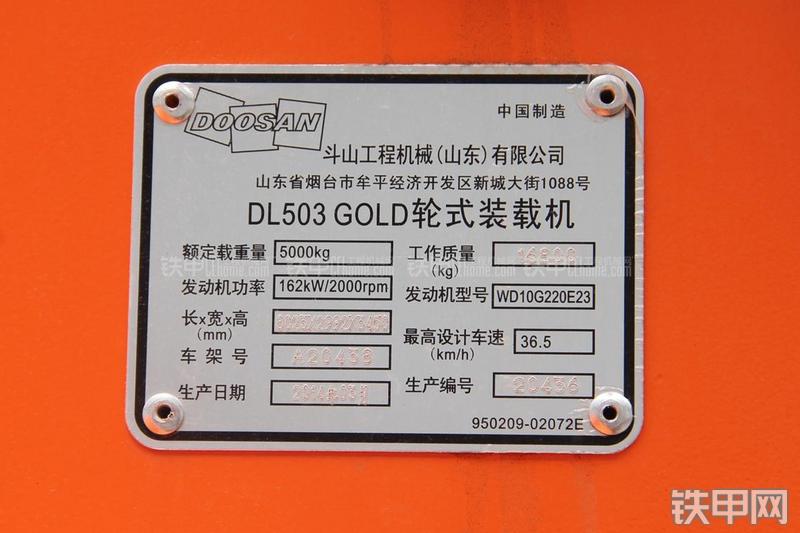 DOOSAN
中国制造
斗山工程机械(山东)有限公司
山东省烟台市牟平经济开发区新城大街1088号
DL503 GOLD轮式装载机
额定载重量 5000kg 工作质量(kg) 16808
发动机功率 162kW/2000rpm 发动机型号 WD10G220E23
长x宽x高(mm)
最高设计车速(km/h) 36.5
车架号 A20438
生产日期 生产编号 20436
950209-02072E
铁甲网